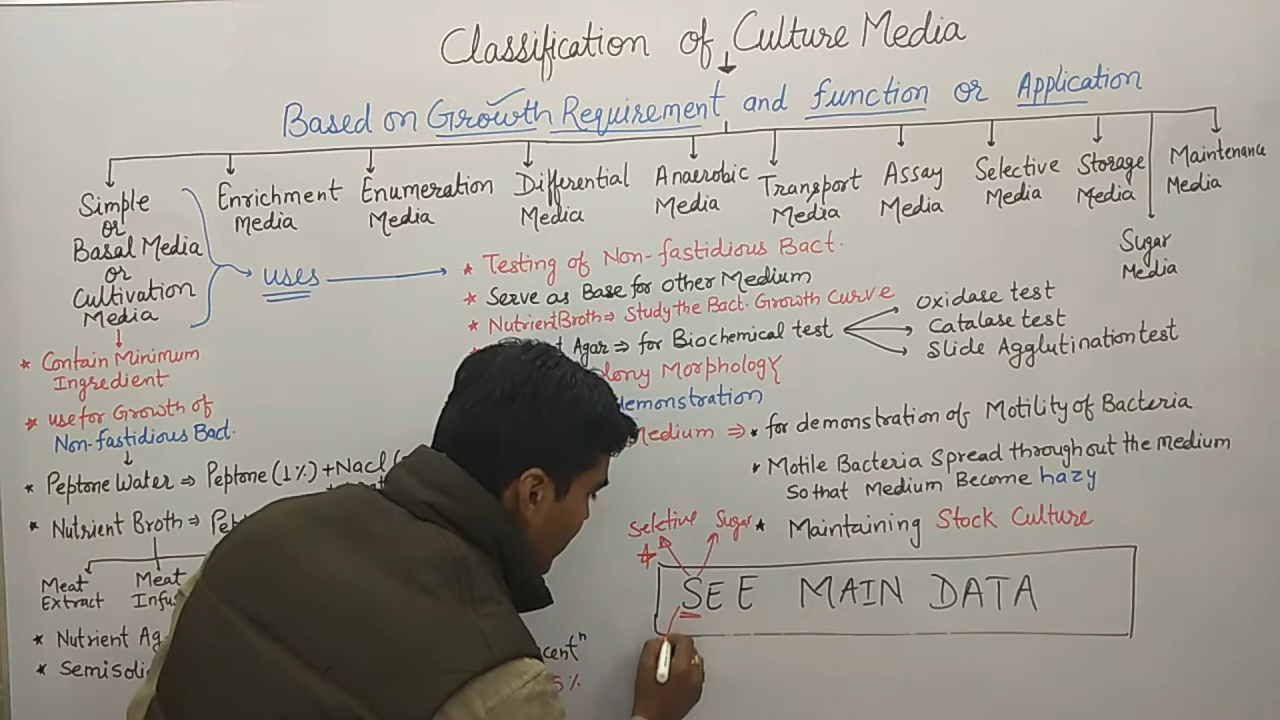 Classification of Culture Media
Based on Growth Requirement and function or Application
Simple
or
Basal Media
or
Cultivation
Media
Enrichment
Media
Enumeration
Media
Differential
Media
Anaerobic
Media
Transport
Media
Assay
Media
Selective
Media
Storage
Media
Maintenance
Media
Sugar
Media
uses
* Testing of Non-fastidious Bact.
* Serve as Base for other Medium
* Nutrient Broth ⇒ Study the Bact. Growth Curve
Agar ⇒ for Biochemical test
Oxidase test
Catalase test
Slide Agglutination test
Morphology
demonstration
Medium ⇒ * for demonstration of Motility of Bacteria
* Motile Bacteria Spread throughout the medium
So that Medium Become hazy
* Maintaining Stock Culture
* Contain Minimum
Ingredient
* use for Growth of
Non-fastidious Bact.
* Peptone Water ⇒ Peptone (1%) + Nacl
* Nutrient Broth ⇒
Meat
Extract
Meat
* Nutrient
*
5%
Selctive
Sugar
SEE MAIN DATA